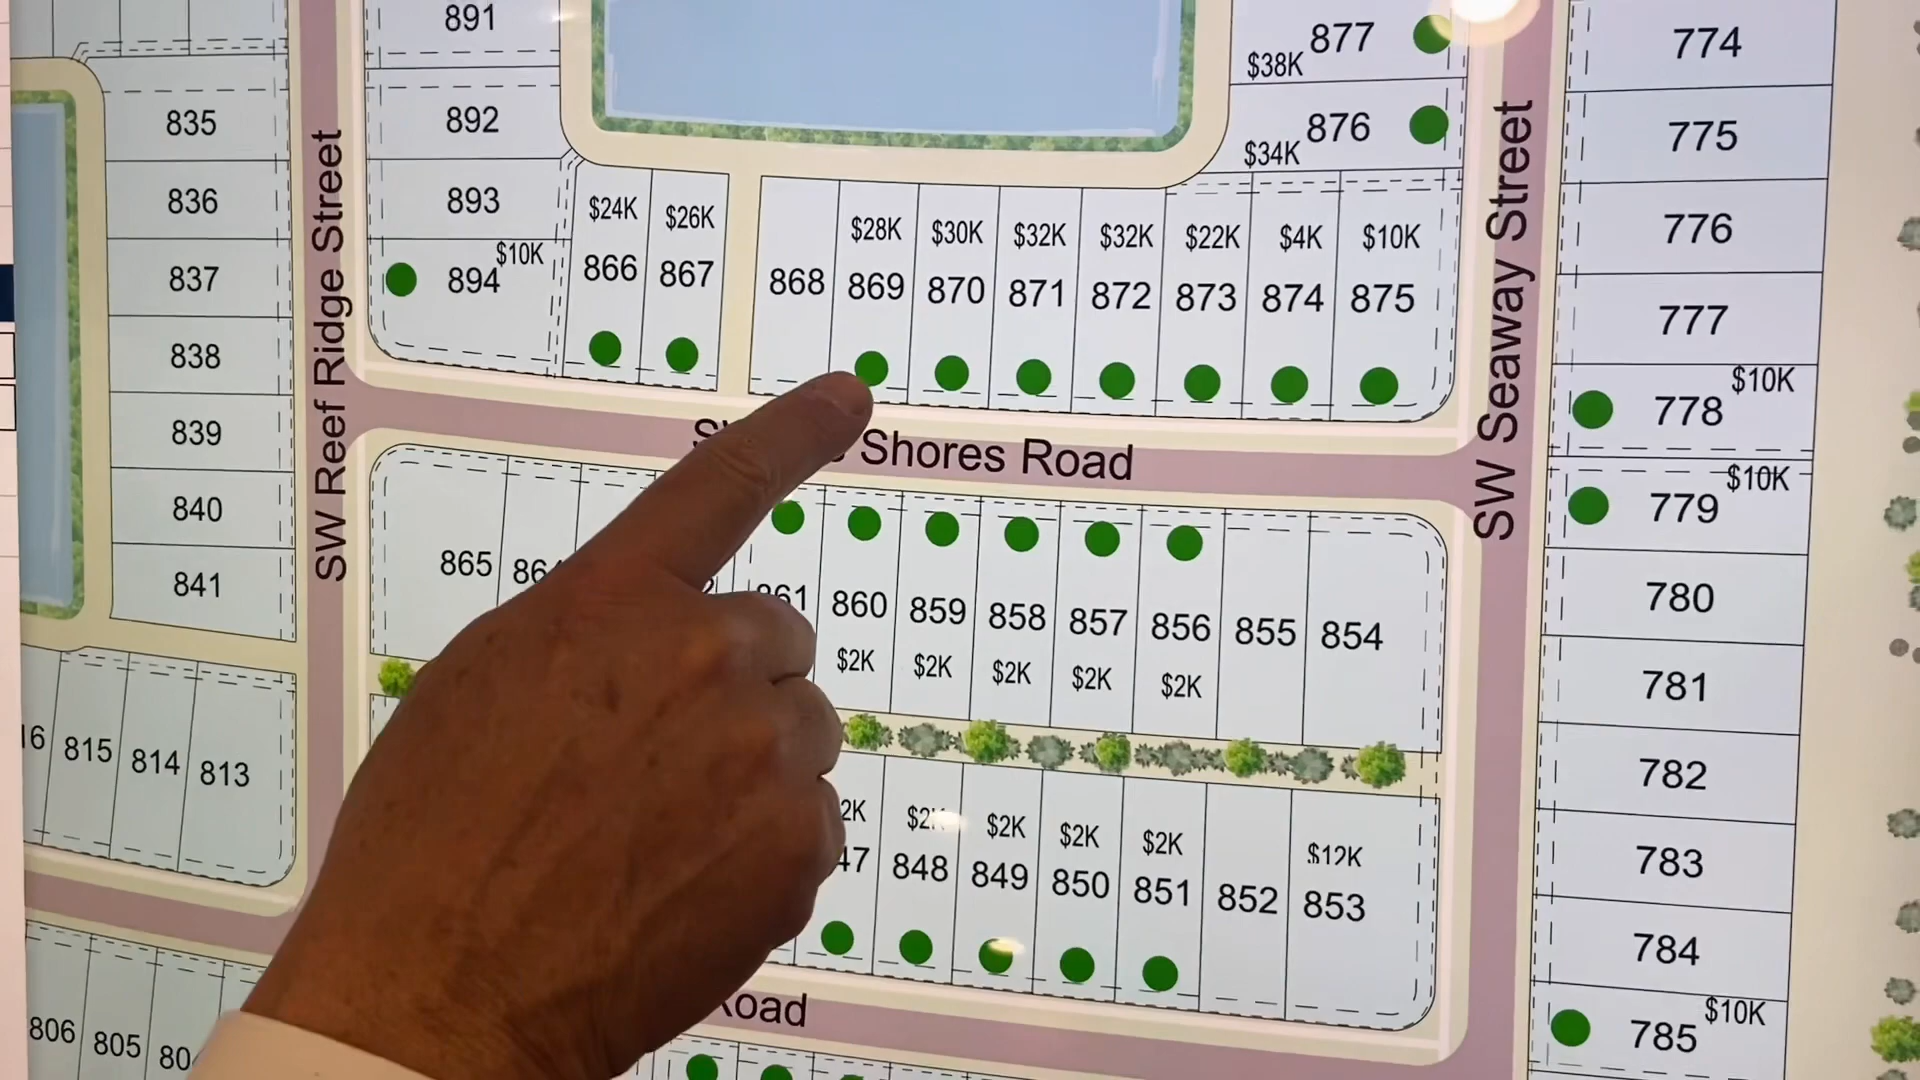 891
892
893
$10K
894
835
836
837
838
839
840
841
SW Reef Ridge Street
$24K
866
$26K
867
868
$28K
869
$30K
870
$32K
871
$32K
872
$22K
873
$4K
874
$10K
875
877
$38K
876
$34K
SW Seaway Street
774
775
776
777
$10K
778
$10K
779
780
781
782
783
784
$10K
785
Shores Road
865
861
860
$2K
859
$2K
858
$2K
857
$2K
856
$2K
855
854
815
814
813
848
$2K
849
$2K
850
$2K
851
852
$12K
853
Road
806
805